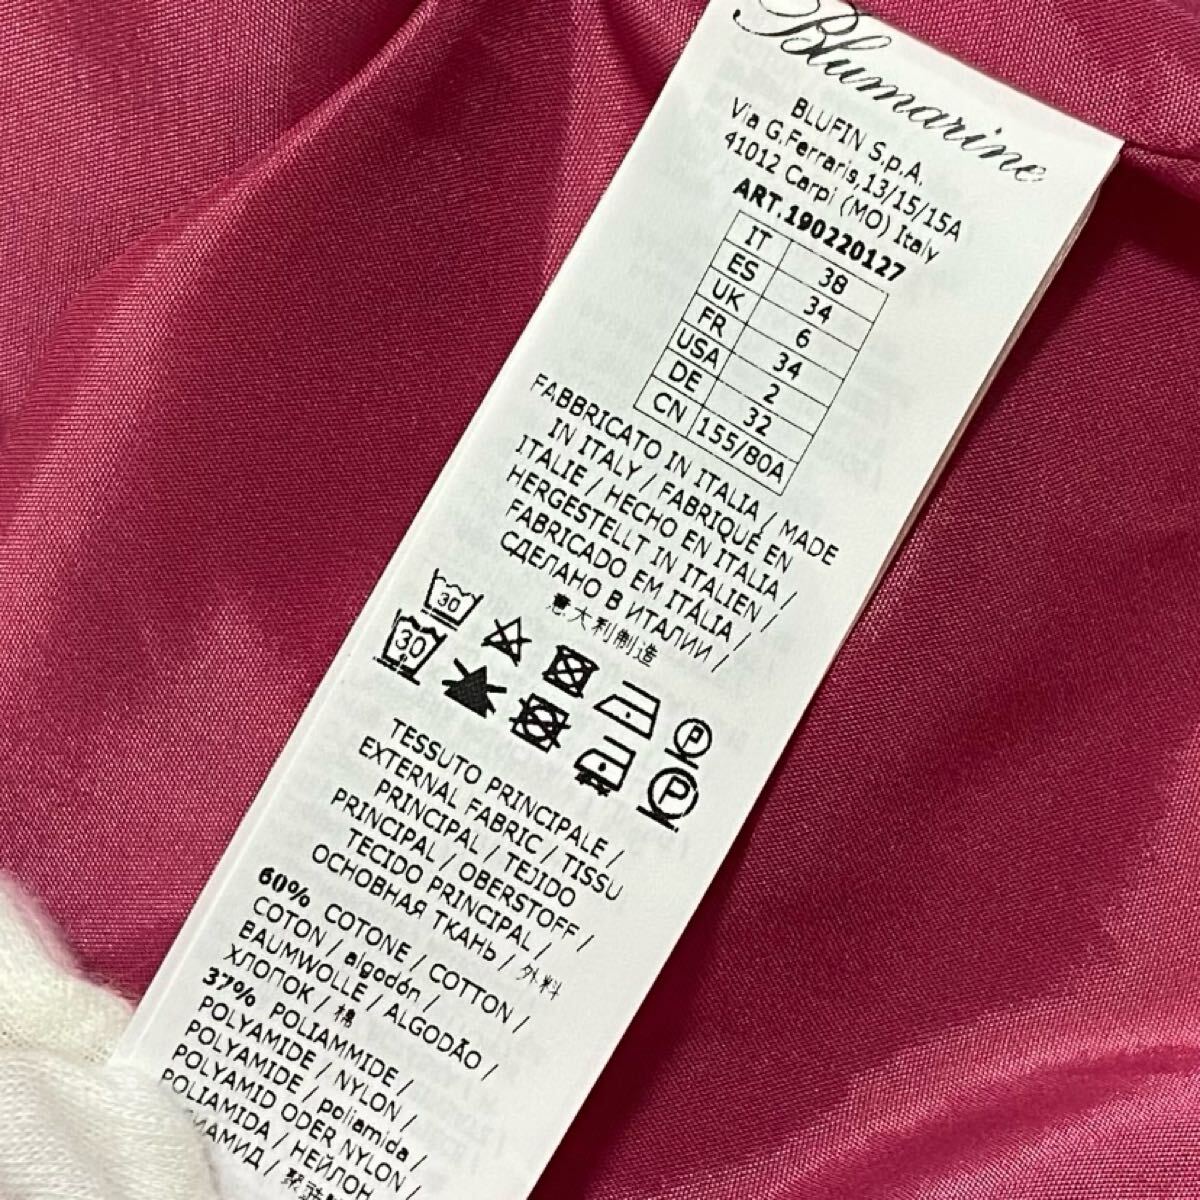 Blumarine
BLUFIN S.p.A.
Via G.Ferraris,13/15/15A
41012 Carpi (MO) Italy
ART.190220127
IT 38
ES 34
UK 6
FR 34
USA 2
DE 32
CN 155/80A
FABBRICATO IN ITALIA / MADE
IN ITALY / FABRIQUÉ EN
ITALIE / HECHO EN ITALIA /
HERGESTELLT IN ITALIEN /
FABRICADO EM ITALIA /
СДЕЛАНО В ИТАЛИИ /
意大利制造
30
30
P
P
TESSUTO PRINCIPALE /
EXTERNAL FABRIC / TISSU
PRINCIPAL / TEJIDO
PRINCIPAL / OBERSTOFF /
TECIDO PRINCIPAL /
ОСНОВНАЯ ТКАНЬ / 外料
60% COTONE / COTTON /
COTON / algodón /
BAUMWOLLE / ALGODÃO /
ХЛОПОК / 棉
37% POLIAMMIDE /
POLYAMIDE / NYLON /
POLYAMIDE / poliamida /
POLYAMID ODER NYLON /
POLIAMIDA / НЕЙЛОН